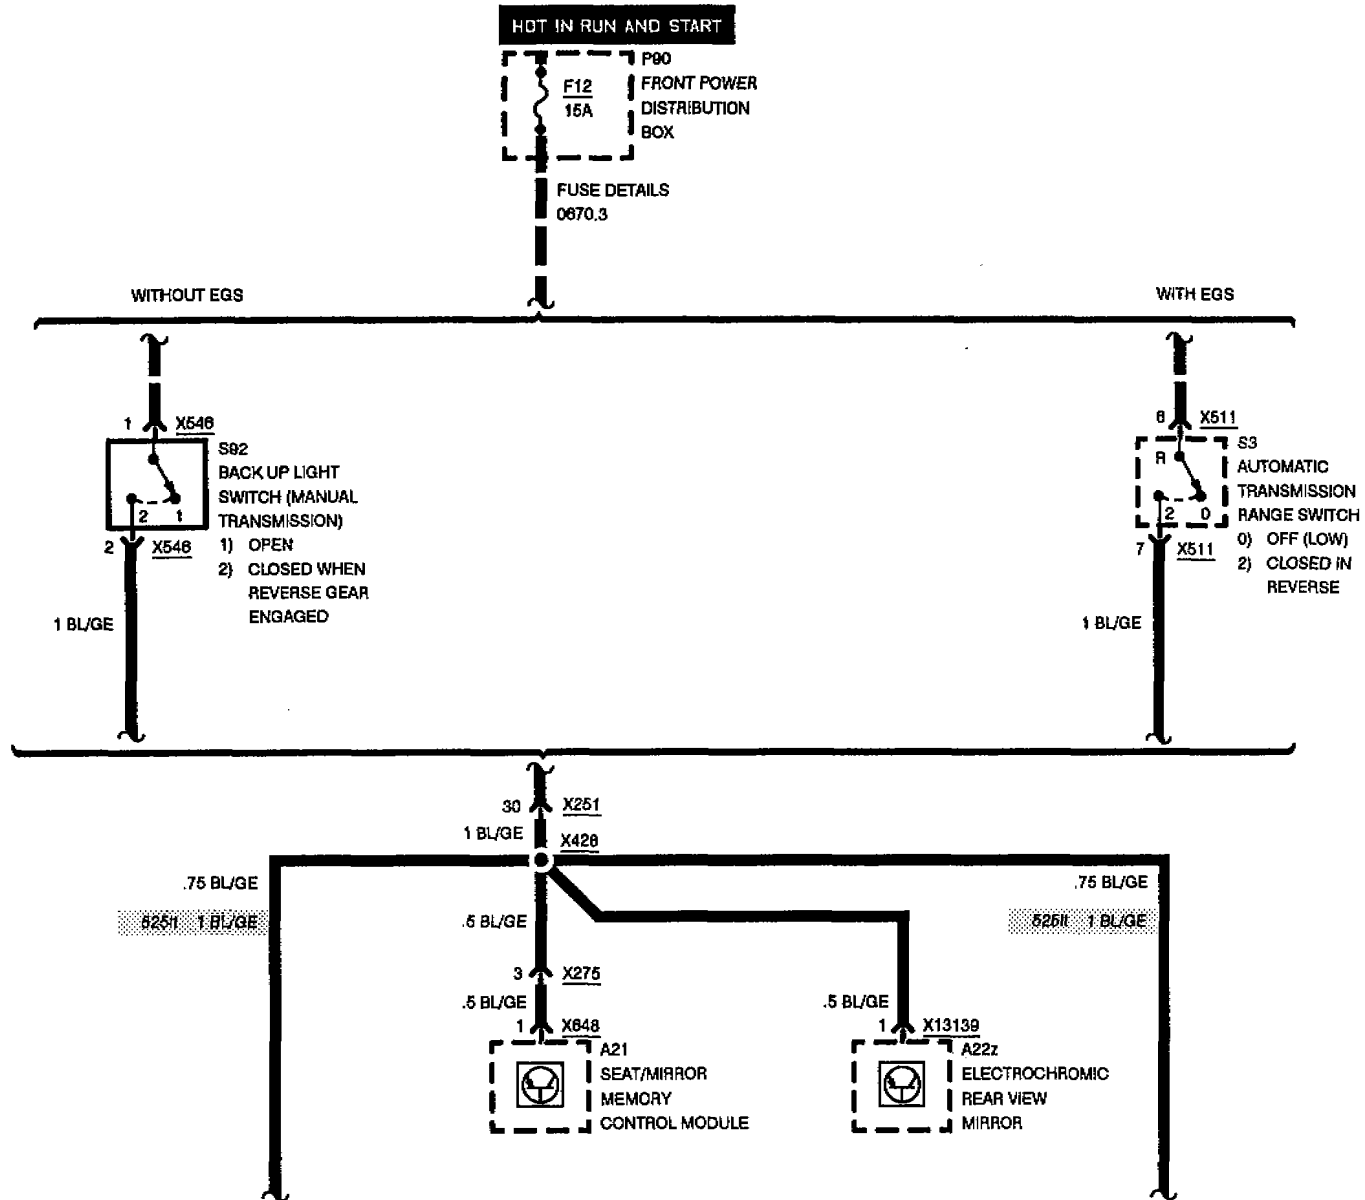 HOT IN RUN AND START
P90
FRONT POWER
DISTRIBUTION
BOX
F12
15A
FUSE DETAILS
0670.3
WITHOUT EGS
WITH EGS
1 X546
S92
BACK UP LIGHT
SWITCH (MANUAL
TRANSMISSION)
1) OPEN
2) CLOSED WHEN
REVERSE GEAR
ENGAGED
2 1
2 X546
1 BL/GE
6 X511
S3
R
AUTOMATIC
TRANSMISSION
RANGE SWITCH
0) OFF (LOW)
2) CLOSED IN
REVERSE
2 0
7 X511
1 BL/GE
30 X251
1 BL/GE
X428
.75 BL/GE
525it 1 BL/GE
.5 BL/GE
.75 BL/GE
525it 1 BL/GE
3 X275
.5 BL/GE
1 X648
A21
SEAT/MIRROR
MEMORY
CONTROL MODULE
.5 BL/GE
1 X13139
A22z
ELECTROCHROMIC
REAR VIEW
MIRROR